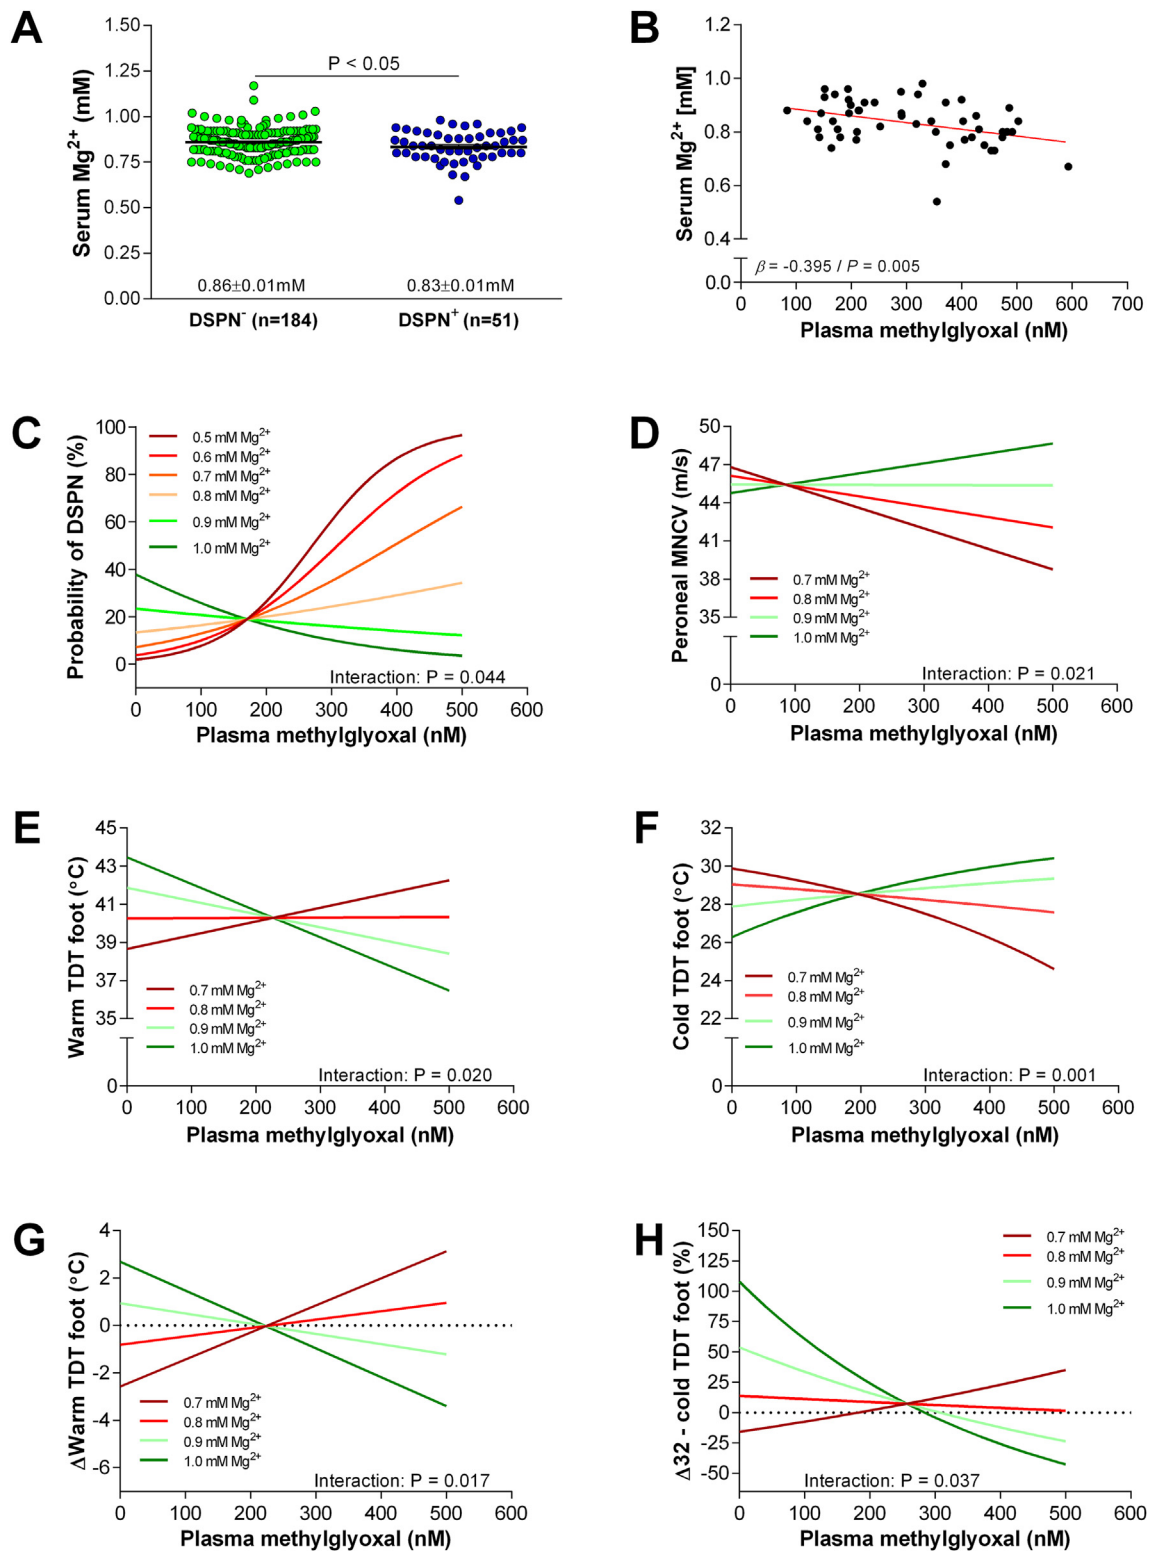 A
Serum Mg2+ (mM)
1.50
1.25
1.00
0.75
0.50
0.25
0.00
P < 0.05
0.86±0.01mM
0.83±0.01mM
DSPN- (n=184)
DSPN+ (n=51)
B
Serum Mg2+ [mM]
1.2
1.0
0.8
0.6
0.4
0.0
β = -0.395 / P = 0.005
0 100 200 300 400 500 600 700
Plasma methylglyoxal (nM)
C
Probability of DSPN (%)
100
80
60
40
20
0
0.5 mM Mg2+
0.6 mM Mg2+
0.7 mM Mg2+
0.8 mM Mg2+
0.9 mM Mg2+
1.0 mM Mg2+
Interaction: P = 0.044
0 100 200 300 400 500 600
Plasma methylglyoxal (nM)
D
Peroneal MNCV (m/s)
50
47
44
41
38
35
0
0.7 mM Mg2+
0.8 mM Mg2+
0.9 mM Mg2+
1.0 mM Mg2+
Interaction: P = 0.021
0 100 200 300 400 500 600
Plasma methylglyoxal (nM)
E
Warm TDT foot (°C)
45
43
41
39
37
35
0
0.7 mM Mg2+
0.8 mM Mg2+
0.9 mM Mg2+
1.0 mM Mg2+
Interaction: P = 0.020
0 100 200 300 400 500 600
Plasma methylglyoxal (nM)
F
Cold TDT foot (°C)
32
30
28
26
24
22
0
0.7 mM Mg2+
0.8 mM Mg2+
0.9 mM Mg2+
1.0 mM Mg2+
Interaction: P = 0.001
0 100 200 300 400 500 600
Plasma methylglyoxal (nM)
G
ΔWarm TDT foot (°C)
4
2
0
-2
-4
-6
0.7 mM Mg2+
0.8 mM Mg2+
0.9 mM Mg2+
1.0 mM Mg2+
Interaction: P = 0.017
0 100 200 300 400 500 600
Plasma methylglyoxal (nM)
H
Δ32 - cold TDT foot (%)
150
125
100
75
50
25
0
-25
-50
0.7 mM Mg2+
0.8 mM Mg2+
0.9 mM Mg2+
1.0 mM Mg2+
Interaction: P = 0.037
0 100 200 300 400 500 600
Plasma methylglyoxal (nM)